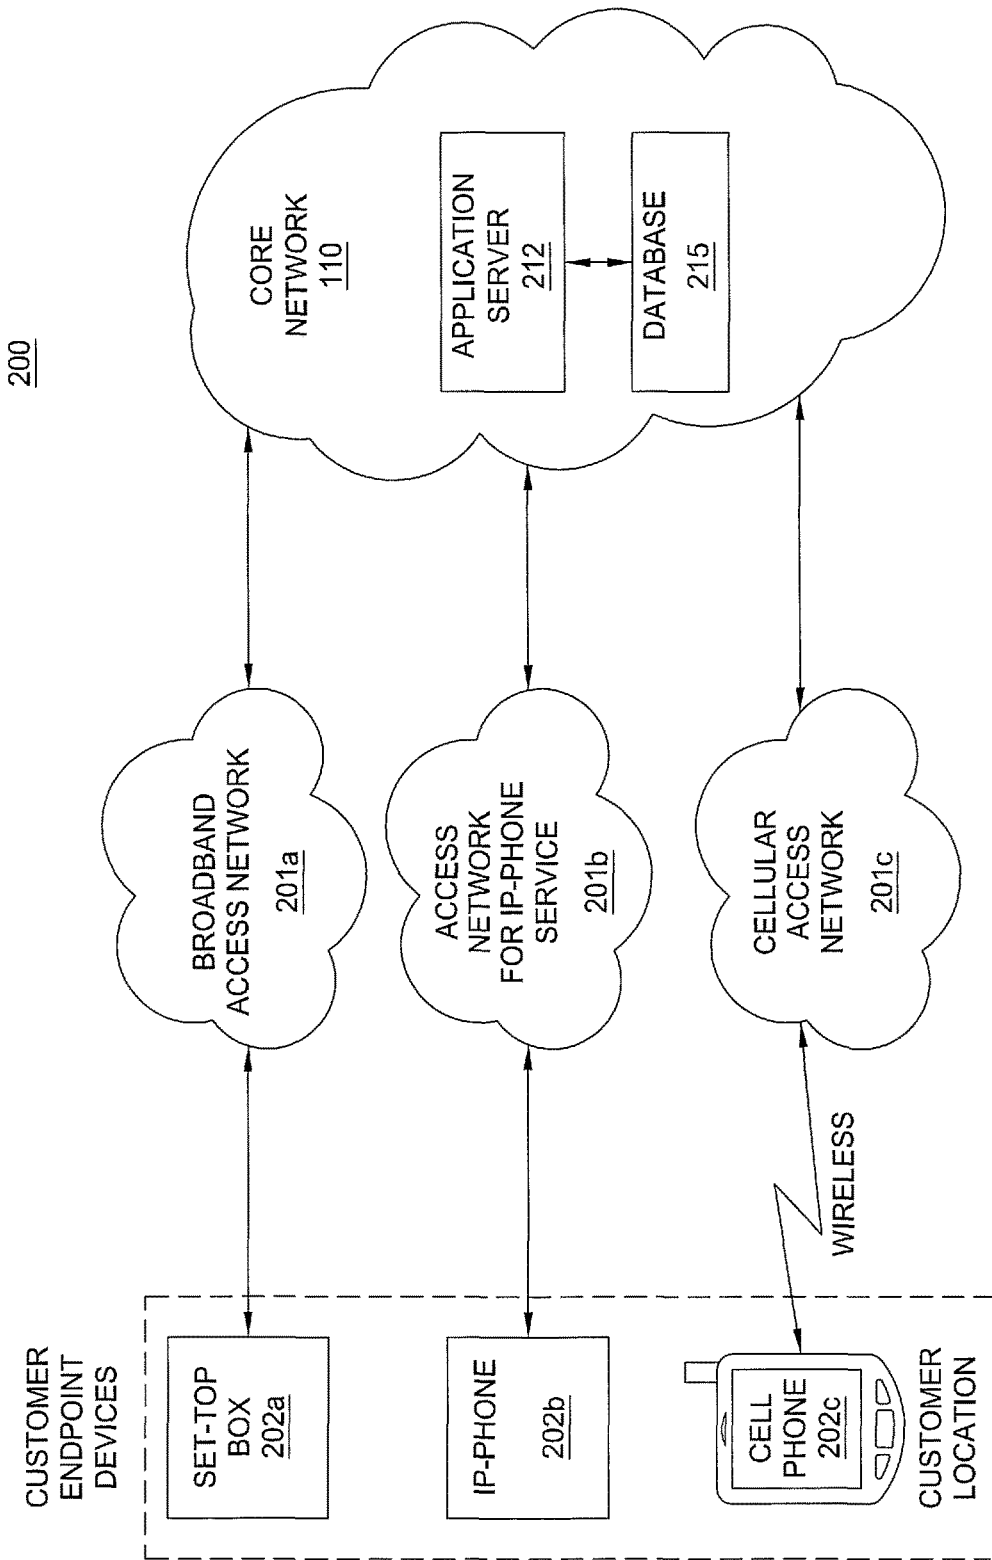 200
CUSTOMER
ENDPOINT
DEVICES
SET-TOP
BOX
202a
BROADBAND
ACCESS NETWORK
201a
CORE
NETWORK
110
IP-PHONE
202b
ACCESS
NETWORK
FOR IP-PHONE
SERVICE
201b
APPLICATION
SERVER
212
DATABASE
215
CELL
PHONE
202c
WIRELESS
CELLULAR
ACCESS
NETWORK
201c
CUSTOMER
LOCATION